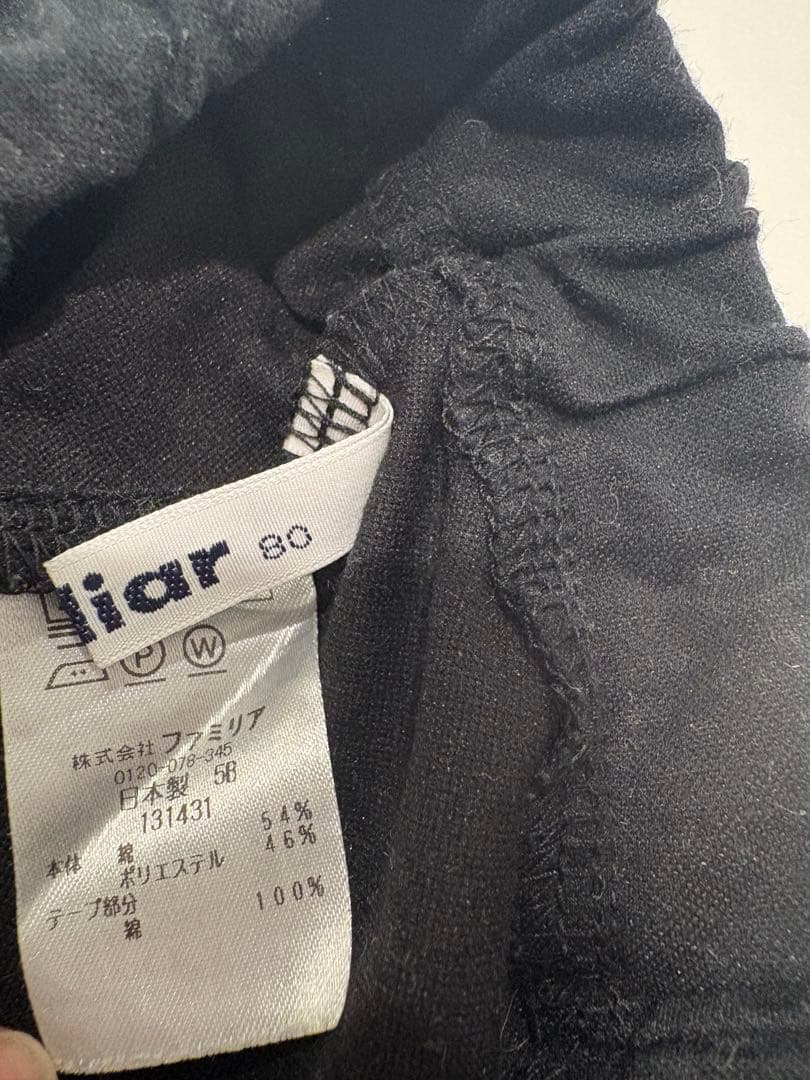 liar 80
P W
株式会社 ファミリア
0120-078-345
日本製 5B
131431
本体 綿 54%
ポリエステル 46%
テープ部分
綿 100%